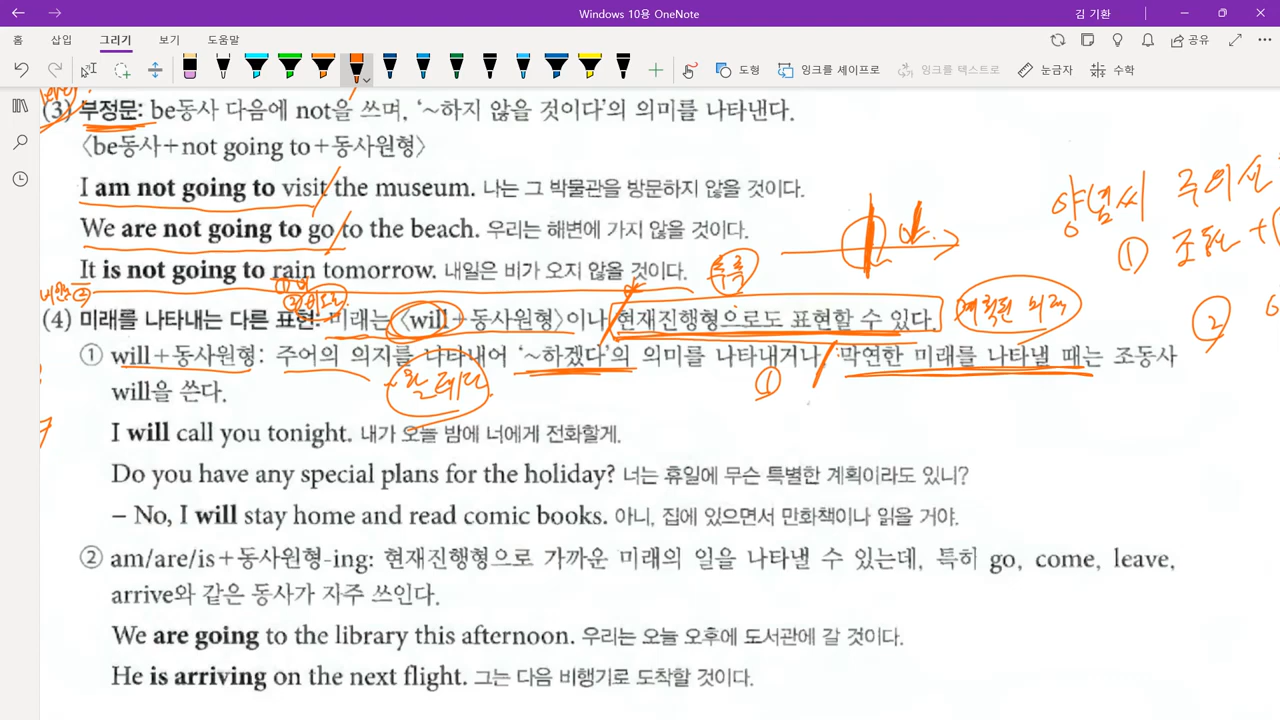 Windows 10용 OneNote
김 기환
홈 삽입 그리기 보기 도움말
공유
도형 잉크를 셰이프로 잉크를 텍스트로 눈금자 수학
(3) 부정문: be동사 다음에 not을 쓰며, '~하지 않을 것이다'의 의미를 나타낸다.
〈be동사+not going to+동사원형〉
I am not going to visit the museum. 나는 그 박물관을 방문하지 않을 것이다.
We are not going to go to the beach. 우리는 해변에 가지 않을 것이다.
It is not going to rain tomorrow. 내일은 비가 오지 않을 것이다.
추측
양념씨 주의
① 조동
(4) 미래를 나타내는 다른 표현: 미래는 〈will+동사원형〉이나 현재진행형으로도 표현할 수 있다.
계획된 미래
②
① will+동사원형: 주어의 의지를 나타내어 '~하겠다'의 의미를 나타내거나 막연한 미래를 나타낼 때는 조동사
will을 쓴다.
~할 테다
①
I will call you tonight. 내가 오늘 밤에 너에게 전화할게.
Do you have any special plans for the holiday? 너는 휴일에 무슨 특별한 계획이라도 있니?
– No, I will stay home and read comic books. 아니, 집에 있으면서 만화책이나 읽을 거야.
② am/are/is+동사원형-ing: 현재진행형으로 가까운 미래의 일을 나타낼 수 있는데, 특히 go, come, leave,
arrive와 같은 동사가 자주 쓰인다.
We are going to the library this afternoon. 우리는 오늘 오후에 도서관에 갈 것이다.
He is arriving on the next flight. 그는 다음 비행기로 도착할 것이다.